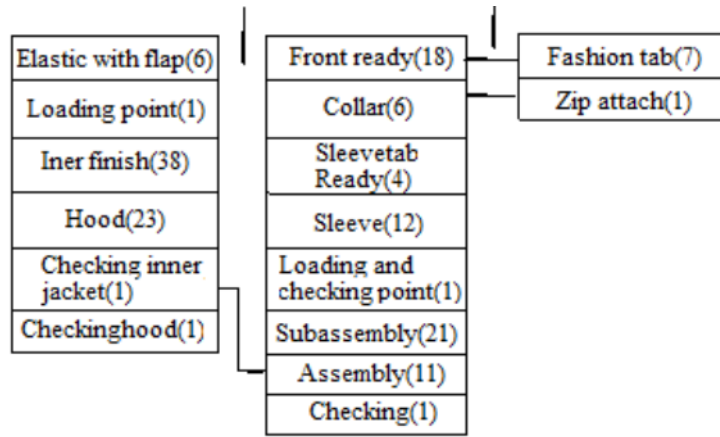 Elastic with flap(6)
Loading point(1)
Iner finish(38)
Hood(23)
Checking inner
jacket(1)
Checkinghood(1)
Front ready(18)
Collar(6)
Sleevetab
Ready(4)
Sleeve(12)
Loading and
checking point(1)
Subassembly(21)
Assembly(11)
Checking(1)
Fashion tab(7)
Zip attach(1)